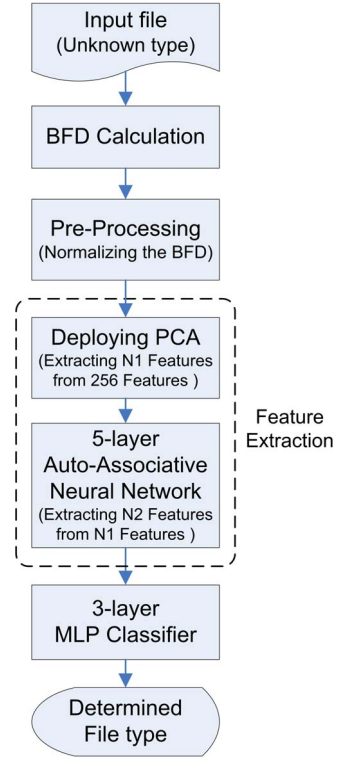 Input file
(Unknown type)
BFD Calculation
Pre-Processing
(Normalizing the BFD)
Deploying PCA
(Extracting N1 Features
from 256 Features )
5-layer
Auto-Associative
Neural Network
(Extracting N2 Features
from N1 Features )
Feature
Extraction
3-layer
MLP Classifier
Determined
File type